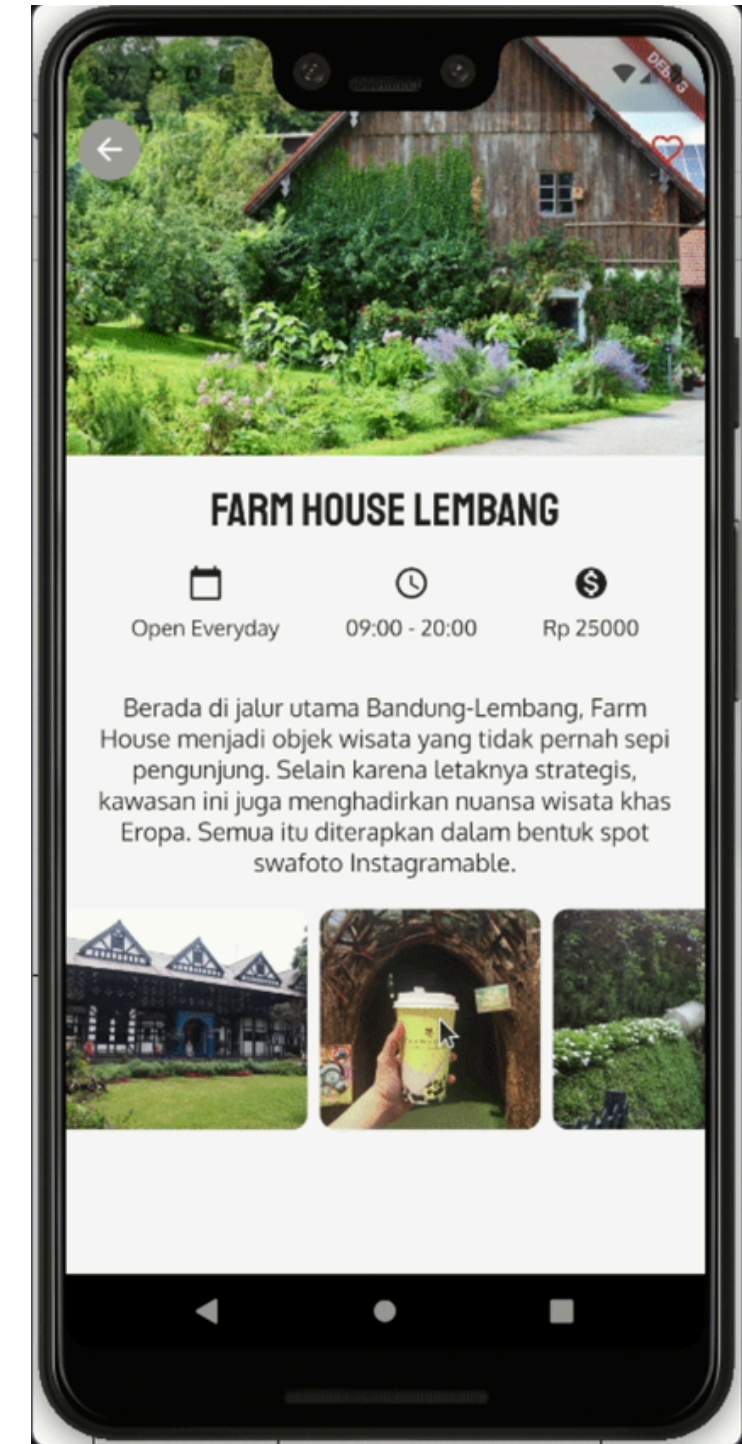 3:57
DEBUG
FARM HOUSE LEMBANG
Open Everyday
09:00 - 20:00
Rp 25000
Berada di jalur utama Bandung-Lembang, Farm
House menjadi objek wisata yang tidak pernah sepi
pengunjung. Selain karena letaknya strategis,
kawasan ini juga menghadirkan nuansa wisata khas
Eropa. Semua itu diterapkan dalam bentuk spot
swafoto Instagramable.